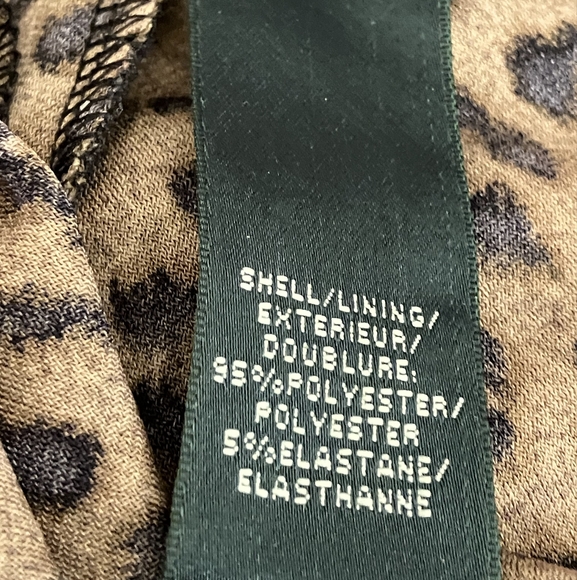 SHELL/LINING/
EXTERIEUR/
DOUBLURE:
95%POLYESTER/
POLYESTER
5%ELASTANE/
ELASTHANNE